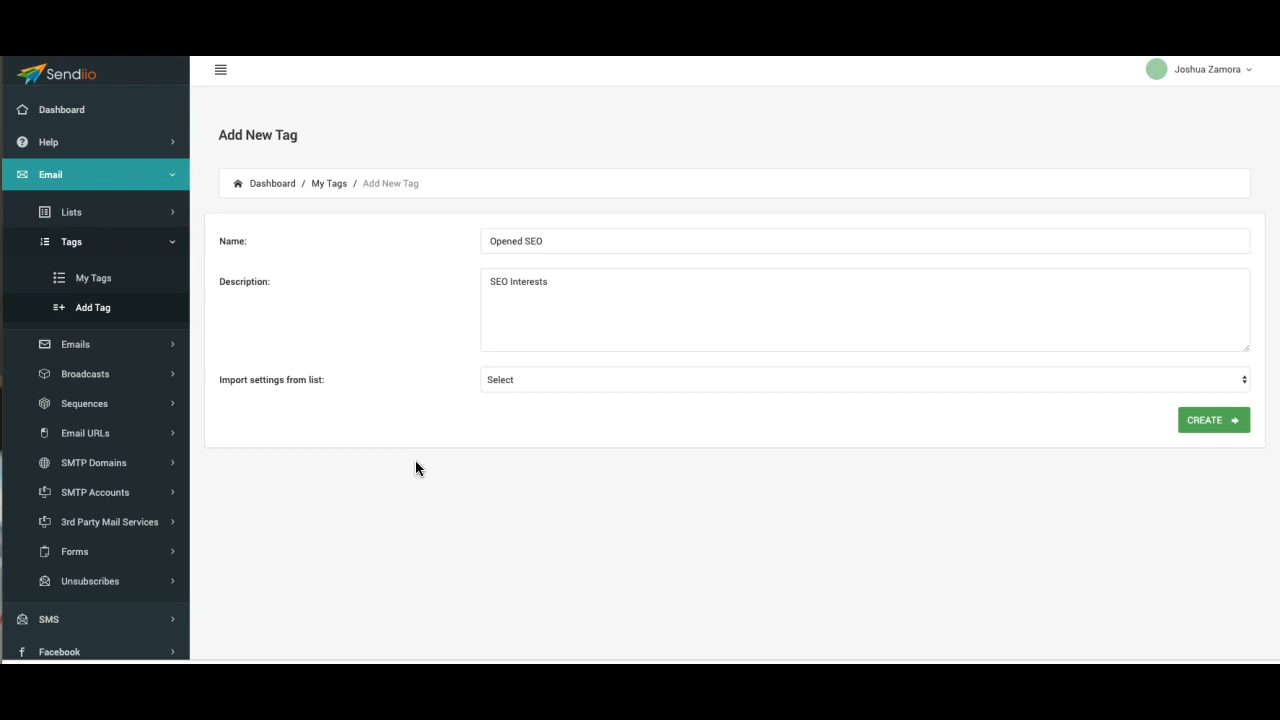 Sendiio
Joshua Zamora
Dashboard
Help
Email
Lists
Tags
My Tags
Add Tag
Emails
Broadcasts
Sequences
Email URLs
SMTP Domains
SMTP Accounts
3rd Party Mail Services
Forms
Unsubscribes
SMS
Facebook
Add New Tag
Dashboard / My Tags / Add New Tag
Name: Opened SEO
Description: SEO Interests
Import settings from list: Select
CREATE